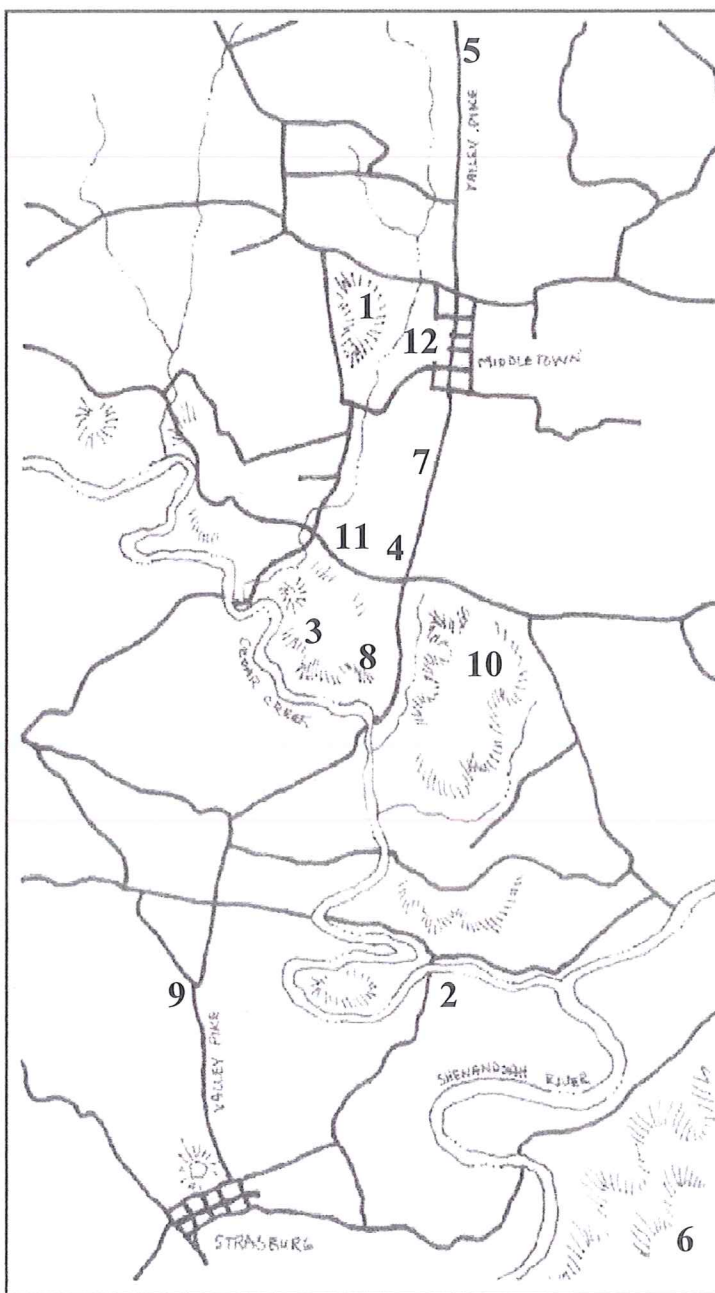 5
VALLEY PIKE
1
12
MIDDLETOWN
7
11
4
3
8
10
CEDAR CREEK
9
2
VALLEY PIKE
SHENANDOAH RIVER
6
STRASBURG